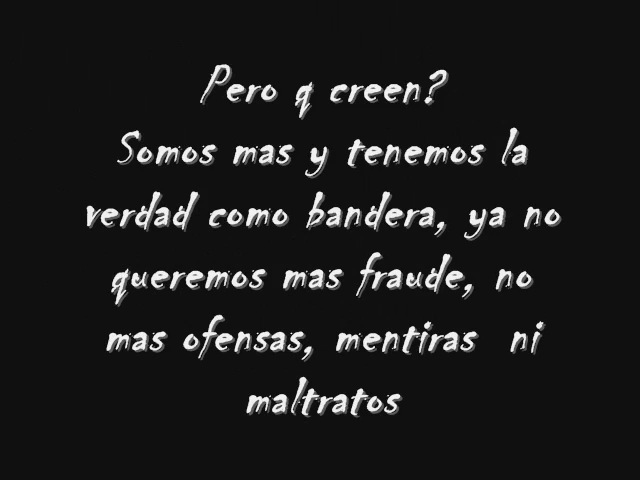 Pero q creen?
Somos mas y tenemos la
verdad como bandera, ya no
queremos mas fraude, no
mas ofensas, mentiras ni
maltratos